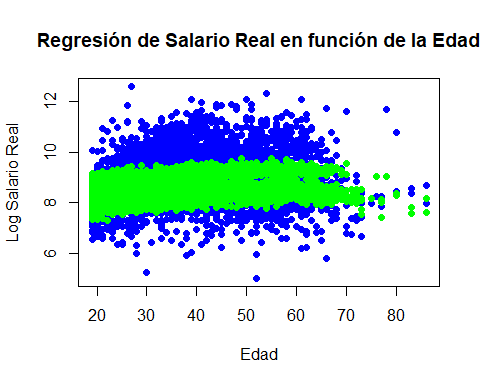 Regresión de Salario Real en función de la Edad
Log Salario Real
12
10
8
6
20 30 40 50 60 70 80
Edad